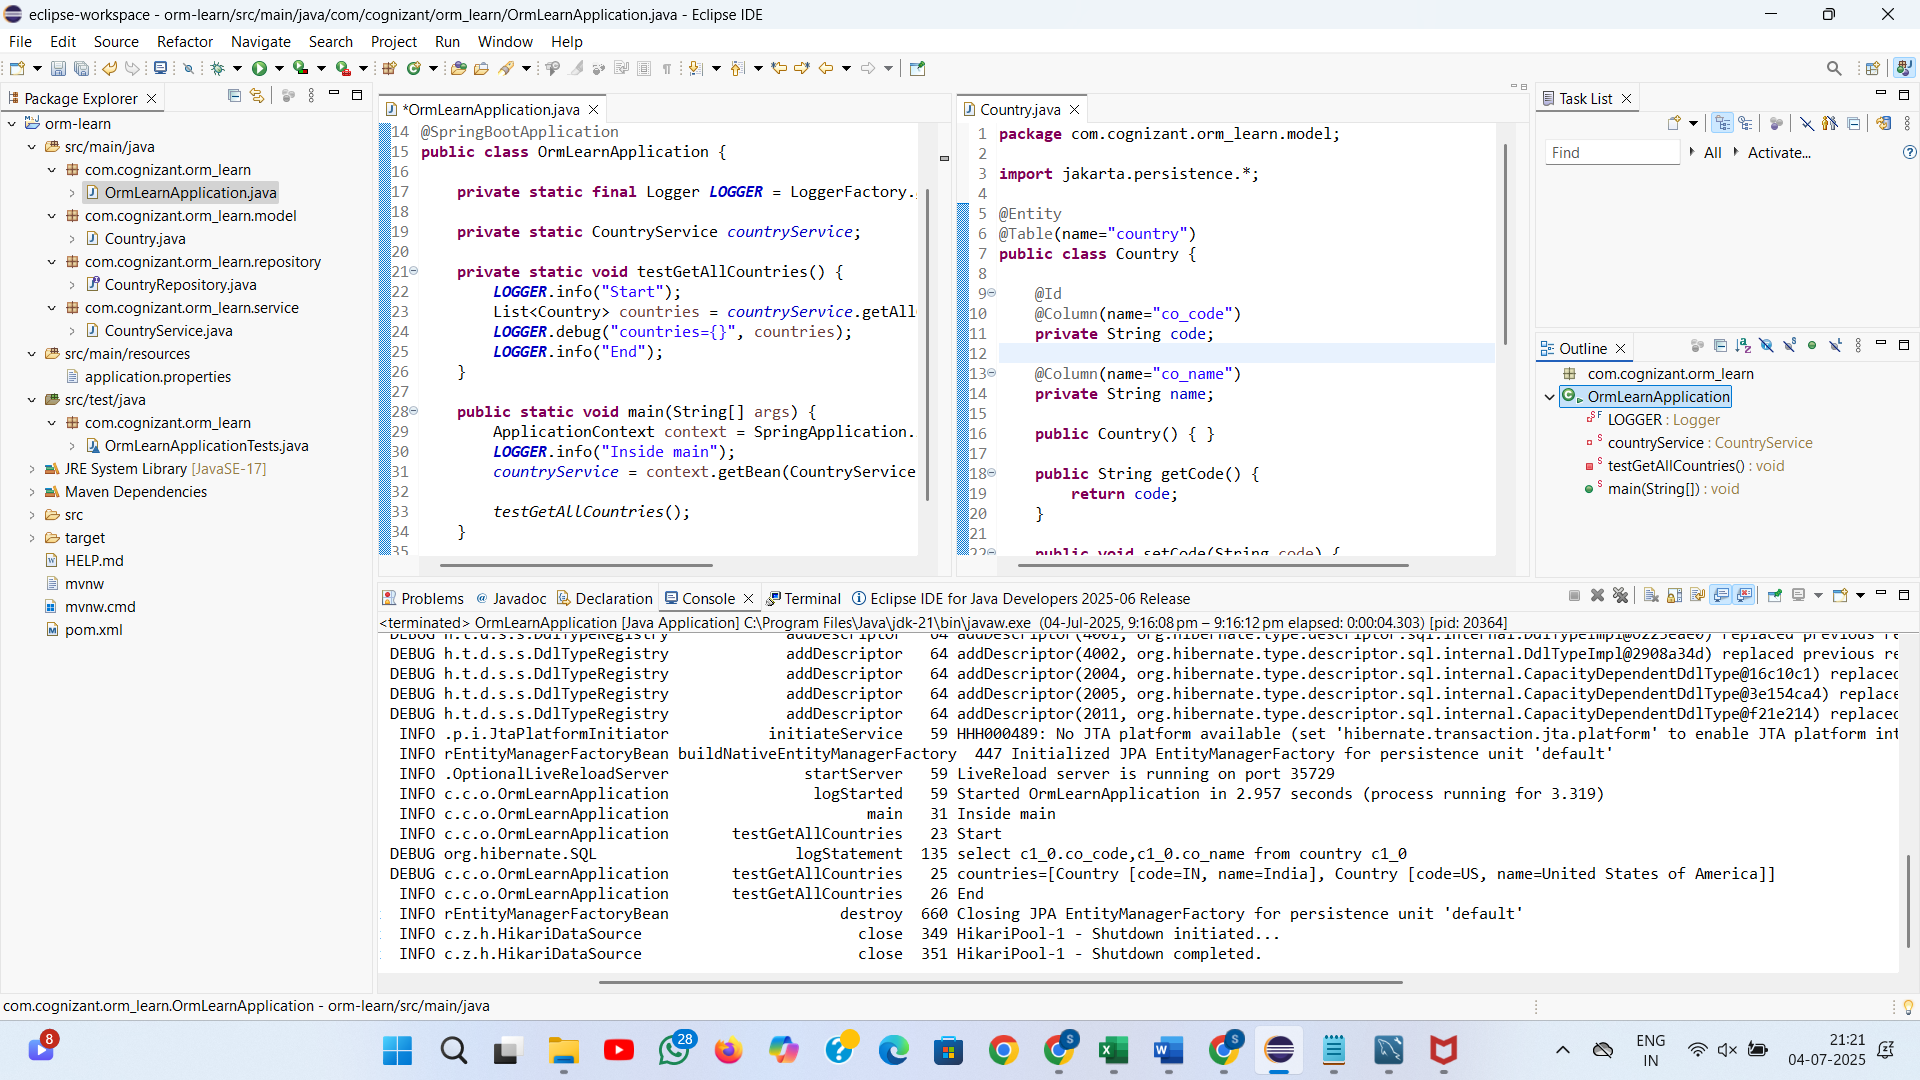 eclipse-workspace - orm-learn/src/main/java/com/cognizant/orm_learn/OrmLearnApplication.java - Eclipse IDE
File Edit Source Refactor Navigate Search Project Run Window Help
Package Explorer
orm-learn
src/main/java
com.cognizant.orm_learn
OrmLearnApplication.java
com.cognizant.orm_learn.model
Country.java
com.cognizant.orm_learn.repository
CountryRepository.java
com.cognizant.orm_learn.service
CountryService.java
src/main/resources
application.properties
src/test/java
com.cognizant.orm_learn
OrmLearnApplicationTests.java
JRE System Library [JavaSE-17]
Maven Dependencies
src
target
HELP.md
mvnw
mvnw.cmd
pom.xml
*OrmLearnApplication.java
14 @SpringBootApplication
15 public class OrmLearnApplication {
16
17 private static final Logger LOGGER = LoggerFactory.
18
19 private static CountryService countryService;
20
21 private static void testGetAllCountries() {
22 LOGGER.info("Start");
23 List<Country> countries = countryService.getAll
24 LOGGER.debug("countries={}", countries);
25 LOGGER.info("End");
26 }
27
28 public static void main(String[] args) {
29 ApplicationContext context = SpringApplication.
30 LOGGER.info("Inside main");
31 countryService = context.getBean(CountryService
32
33 testGetAllCountries();
34 }
35
Country.java
1 package com.cognizant.orm_learn.model;
2
3 import jakarta.persistence.*;
4
5 @Entity
6 @Table(name="country")
7 public class Country {
8
9 @Id
10 @Column(name="co_code")
11 private String code;
12
13 @Column(name="co_name")
14 private String name;
15
16 public Country() { }
17
18 public String getCode() {
19 return code;
20 }
21
22 public void setCode(String code) {
Task List
Find All Activate...
Outline
com.cognizant.orm_learn
OrmLearnApplication
LOGGER : Logger
countryService : CountryService
testGetAllCountries() : void
main(String[]) : void
Problems Javadoc Declaration Console Terminal Eclipse IDE for Java Developers 2025-06 Release
<terminated> OrmLearnApplication [Java Application] C:\Program Files\Java\jdk-21\bin\javaw.exe (04-Jul-2025, 9:16:08 pm – 9:16:12 pm elapsed: 0:00:04.303) [pid: 20364]
DEBUG h.t.d.s.s.DdlTypeRegistry addDescriptor 64 addDescriptor(4001, org.hibernate.type.descriptor.sql.internal.DdlTypeImpl@6225eae0) replaced previous re
DEBUG h.t.d.s.s.DdlTypeRegistry addDescriptor 64 addDescriptor(4002, org.hibernate.type.descriptor.sql.internal.DdlTypeImpl@2908a34d) replaced previous re
DEBUG h.t.d.s.s.DdlTypeRegistry addDescriptor 64 addDescriptor(2004, org.hibernate.type.descriptor.sql.internal.CapacityDependentDdlType@16c10c1) replaced
DEBUG h.t.d.s.s.DdlTypeRegistry addDescriptor 64 addDescriptor(2005, org.hibernate.type.descriptor.sql.internal.CapacityDependentDdlType@3e154ca4) replace
DEBUG h.t.d.s.s.DdlTypeRegistry addDescriptor 64 addDescriptor(2011, org.hibernate.type.descriptor.sql.internal.CapacityDependentDdlType@f21e214) replaced
INFO .p.i.JtaPlatformInitiator initiateService 59 HHH000489: No JTA platform available (set 'hibernate.transaction.jta.platform' to enable JTA platform int
INFO rEntityManagerFactoryBean buildNativeEntityManagerFactory 447 Initialized JPA EntityManagerFactory for persistence unit 'default'
INFO .OptionalLiveReloadServer startServer 59 LiveReload server is running on port 35729
INFO c.c.o.OrmLearnApplication logStarted 59 Started OrmLearnApplication in 2.957 seconds (process running for 3.319)
INFO c.c.o.OrmLearnApplication main 31 Inside main
INFO c.c.o.OrmLearnApplication testGetAllCountries 23 Start
DEBUG org.hibernate.SQL logStatement 135 select c1_0.co_code,c1_0.co_name from country c1_0
DEBUG c.c.o.OrmLearnApplication testGetAllCountries 25 countries=[Country [code=IN, name=India], Country [code=US, name=United States of America]]
INFO c.c.o.OrmLearnApplication testGetAllCountries 26 End
INFO rEntityManagerFactoryBean destroy 660 Closing JPA EntityManagerFactory for persistence unit 'default'
INFO c.z.h.HikariDataSource close 349 HikariPool-1 - Shutdown initiated...
INFO c.z.h.HikariDataSource close 351 HikariPool-1 - Shutdown completed.
com.cognizant.orm_learn.OrmLearnApplication - orm-learn/src/main/java
8
28
S
S
ENG
IN
21:21
04-07-2025